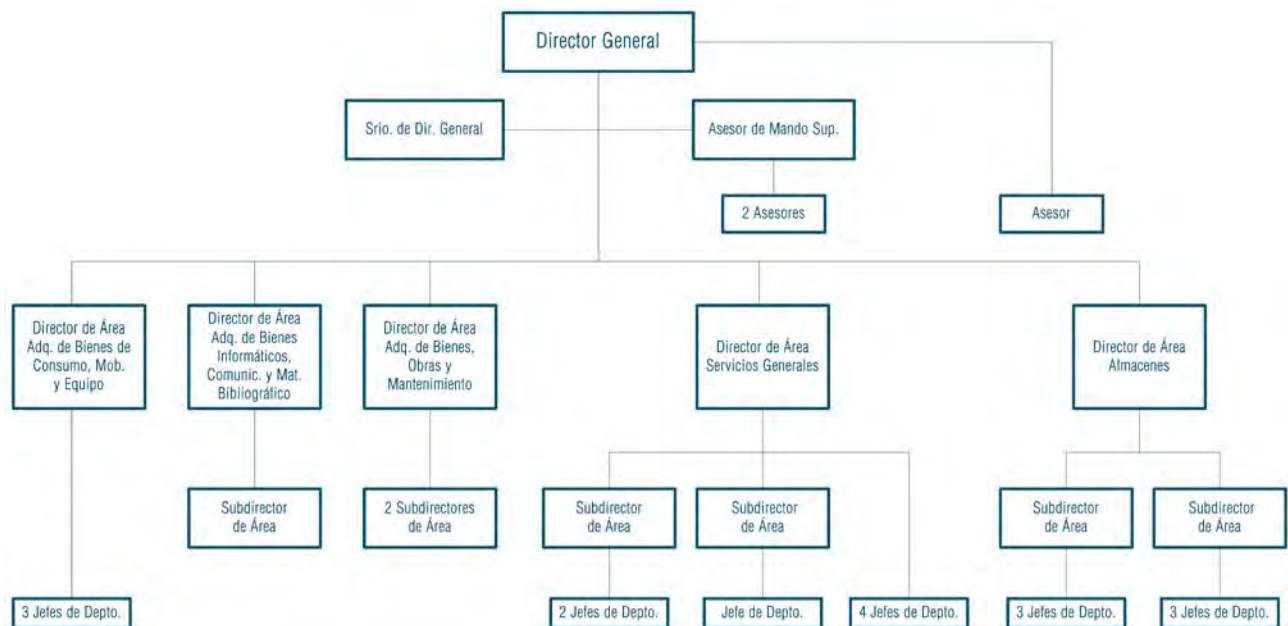 Director General
Srio. de Dir. General
Asesor de Mando Sup.
2 Asesores
Asesor
Director de Área
Adq. de Bienes de
Consumo, Mob.
y Equipo
Director de Área
Adq. de Bienes
Informáticos,
Comunic. y Mat.
Bibliográfico
Director de Área
Adq. de Bienes,
Obras y
Mantenimiento
Director de Área
Servicios Generales
Director de Área
Almacenes
Subdirector
de Área
2 Subdirectores
de Área
Subdirector
de Área
Subdirector
de Área
Subdirector
de Área
Subdirector
de Área
3 Jefes de Depto.
2 Jefes de Depto.
Jefe de Depto.
4 Jefes de Depto.
3 Jefes de Depto.
3 Jefes de Depto.